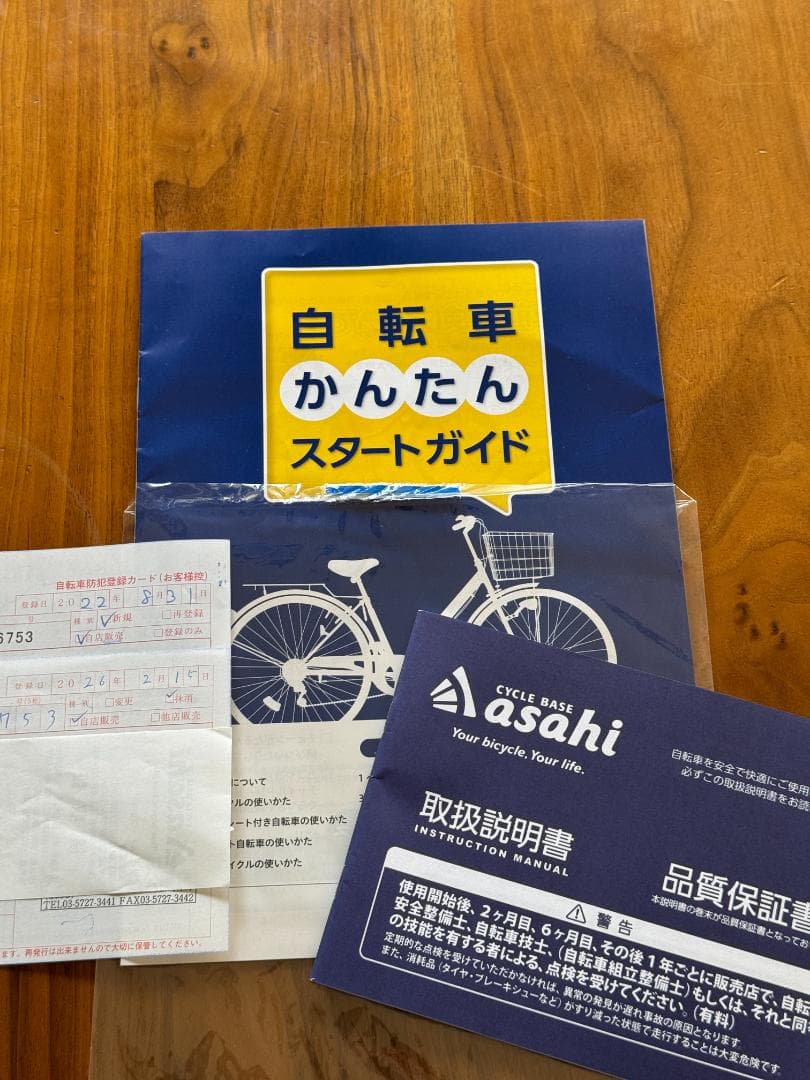 自転車
かんたん
スタートガイド
自転車防犯登録カード(お客様控)
登録日 2022年 8月31日
9
6753
種別 ✓新規 □再登録
✓自店販売 □登録のみ
登録日 2026年 2月15日
753
種別 □変更 ✓抹消
✓自店販売 □他店販売
TEL03-5727-3441 FAX03-5727-3442
ます。再発行は出来ませんので大切に保管してください。
について 1~
クルの使いかた
レート付き自転車の使いかた
ト自転車の使いかた
イクルの使いかた
CYCLE BASE
asahi
Your bicycle. Your life.
自転車を安全で快適にご使用
必ずこの取扱説明書をお読
取扱説明書
INSTRUCTION MANUAL
品質保証書
本説明書の巻末が品質保証書となってお
警告
使用開始後、2ヶ月目、6ヶ月目、その後1年ごとに販売店で、自転
安全整備士、自転車技士、(自転車組立整備士)もしくは、それと同
の技能を有する者による、点検を受けてください。(有料)
定期的な点検を受けていただかなければ、異常の発見が遅れ事故の原因となります。
また、消耗品(タイヤ・ブレーキシューなど)がすり減った状態で走行することは大変危険です